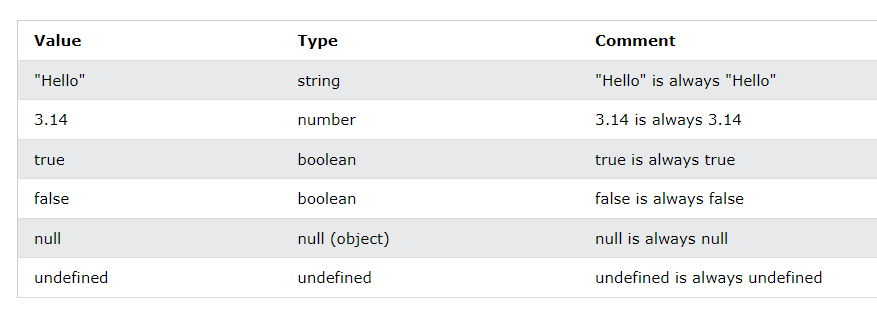 Value Type Comment
"Hello" string "Hello" is always "Hello"
3.14 number 3.14 is always 3.14
true boolean true is always true
false boolean false is always false
null null (object) null is always null
undefined undefined undefined is always undefined